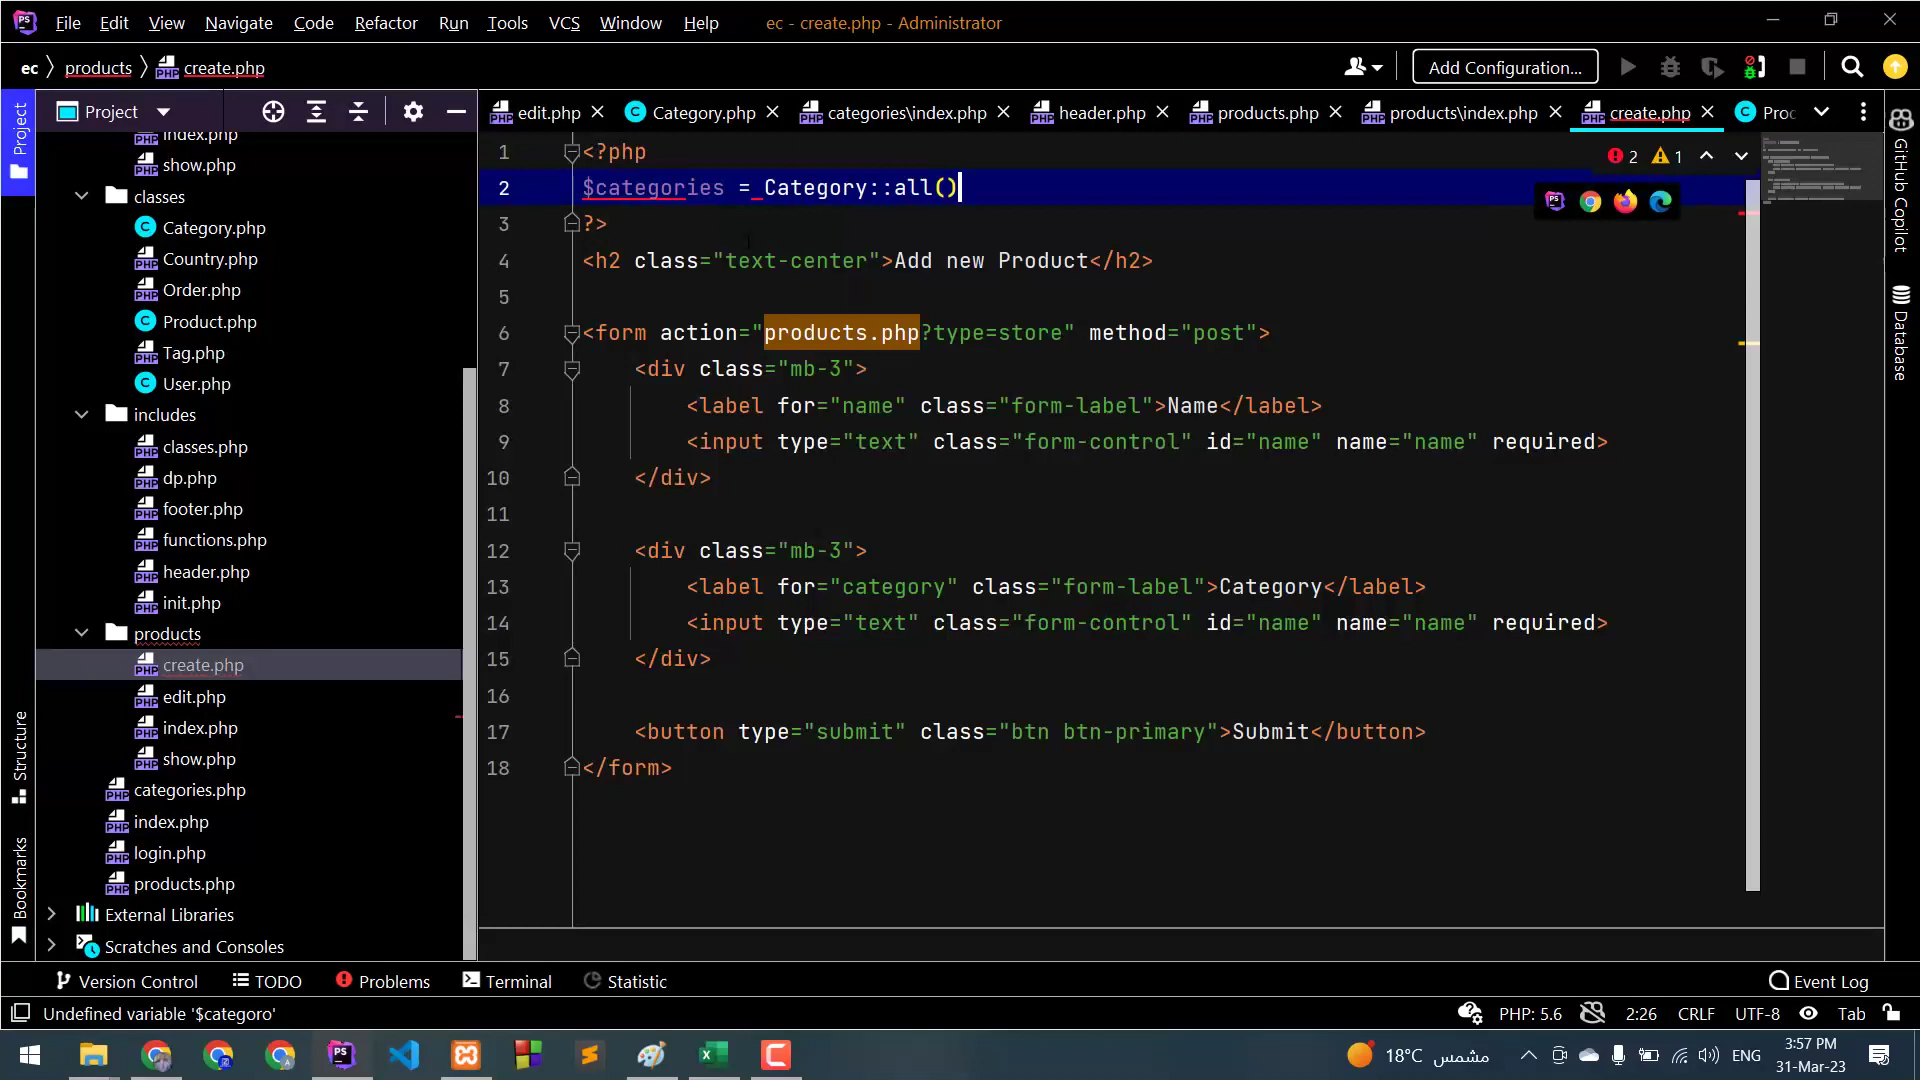 File Edit View Navigate Code Refactor Run Tools VCS Window Help ec - create.php - Administrator
ec products create.php Add Configuration...
Project
edit.php Category.php categories\index.php header.php products.php products\index.php create.php Proc
Project
index.php
show.php
classes
Category.php
Country.php
Order.php
Product.php
Tag.php
User.php
includes
classes.php
dp.php
footer.php
functions.php
header.php
init.php
products
create.php
edit.php
index.php
show.php
categories.php
index.php
login.php
products.php
External Libraries
Scratches and Consoles
Structure
Bookmarks
1 <?php
2 $categories = Category::all()
3 ?>
4 <h2 class="text-center">Add new Product</h2>
5
6 <form action="products.php?type=store" method="post">
7 <div class="mb-3">
8 <label for="name" class="form-label">Name</label>
9 <input type="text" class="form-control" id="name" name="name" required>
10 </div>
11
12 <div class="mb-3">
13 <label for="category" class="form-label">Category</label>
14 <input type="text" class="form-control" id="name" name="name" required>
15 </div>
16
17 <button type="submit" class="btn btn-primary">Submit</button>
18 </form>
2 1
GitHub Copilot
Database
Version Control TODO Problems Terminal Statistic Event Log
Undefined variable '$categoro' PHP: 5.6 2:26 CRLF UTF-8 Tab
18°C مشمس ENG
3:57 PM
31-Mar-23